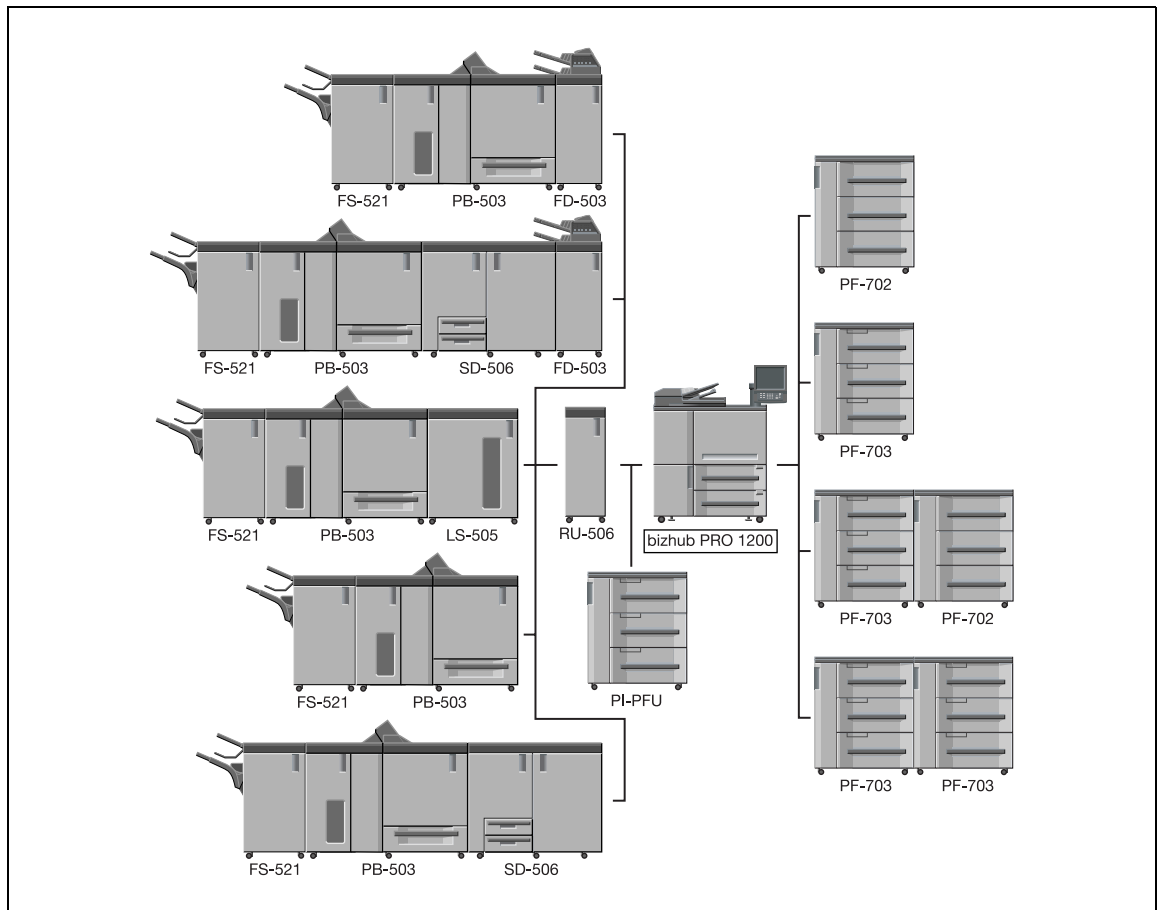 FS-521 PB-503 FD-503
FS-521 PB-503 SD-506 FD-503
FS-521 PB-503 LS-505
FS-521 PB-503
FS-521 PB-503 SD-506
RU-506
PI-PFU
bizhub PRO 1200
PF-702
PF-703
PF-703 PF-702
PF-703 PF-703